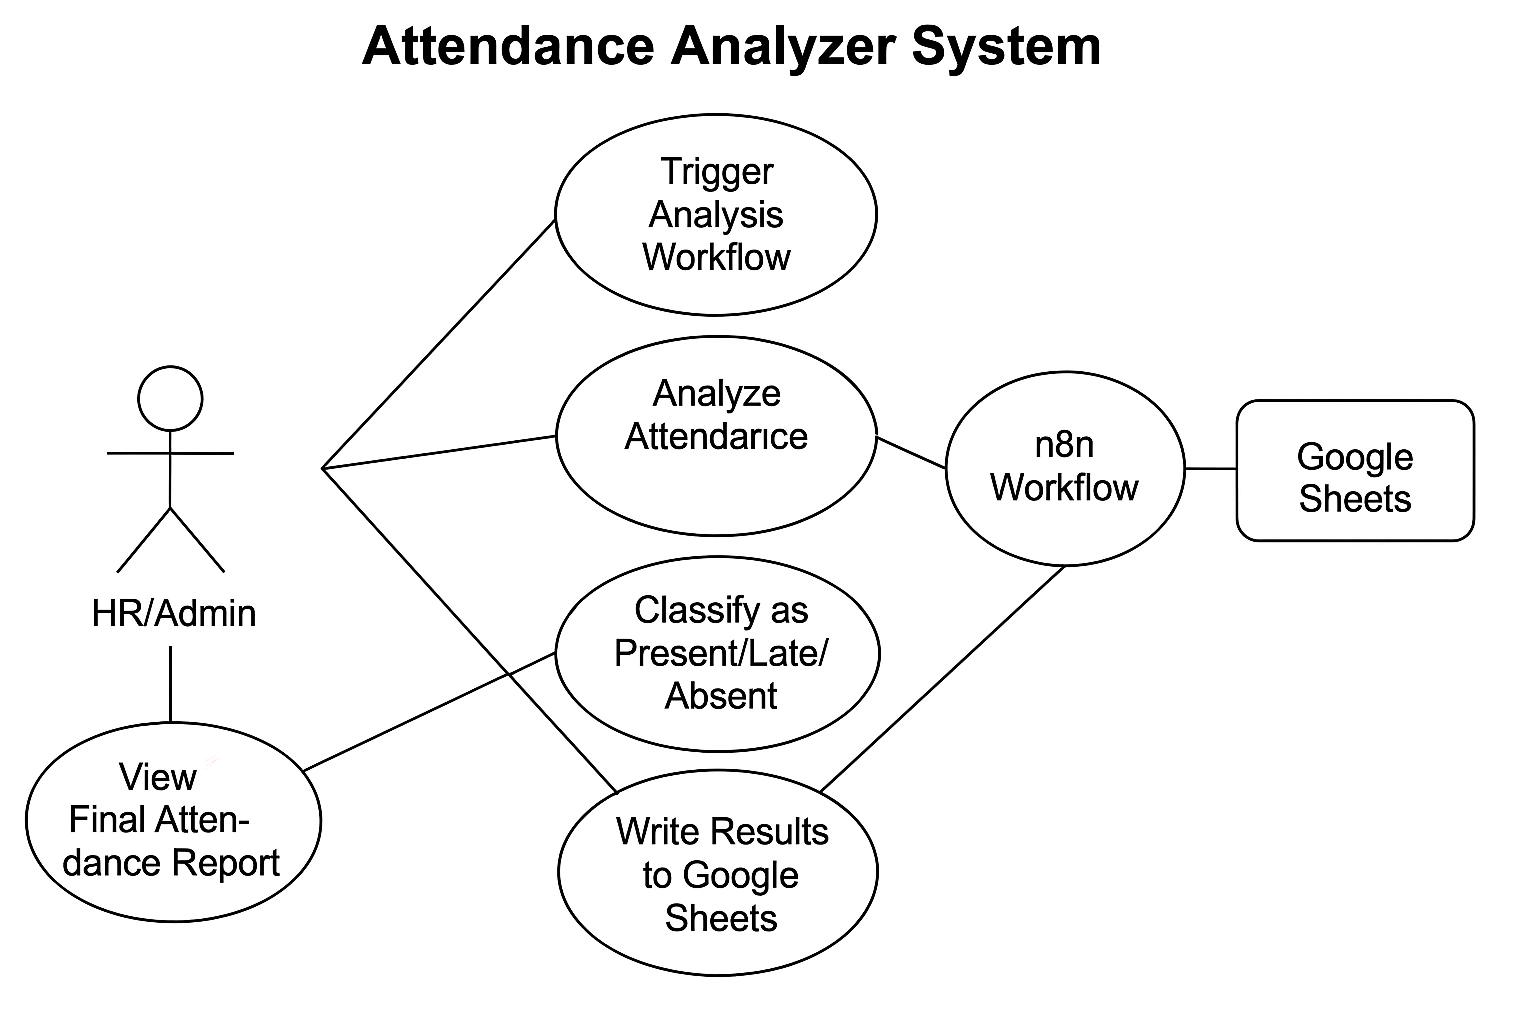 Attendance Analyzer System
Trigger
Analysis
Workflow
Analyze
Attendance
n8n
Workflow
Google
Sheets
Classify as
Present/Late/
Absent
HR/Admin
View
Final Atten-
dance Report
Write Results
to Google
Sheets